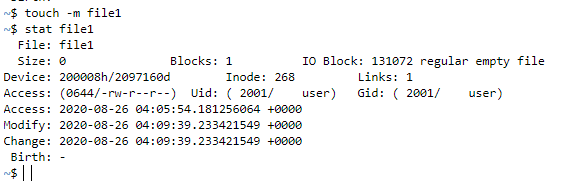 ~$ touch -m file1
~$ stat file1
  File: file1
  Size: 0               Blocks: 1          IO Block: 131072 regular empty file
Device: 200008h/2097160d        Inode: 268         Links: 1
Access: (0644/-rw-r--r--)  Uid: ( 2001/    user)   Gid: ( 2001/    user)
Access: 2020-08-26 04:05:54.181256064 +0000
Modify: 2020-08-26 04:09:39.233421549 +0000
Change: 2020-08-26 04:09:39.233421549 +0000
 Birth: -
~$